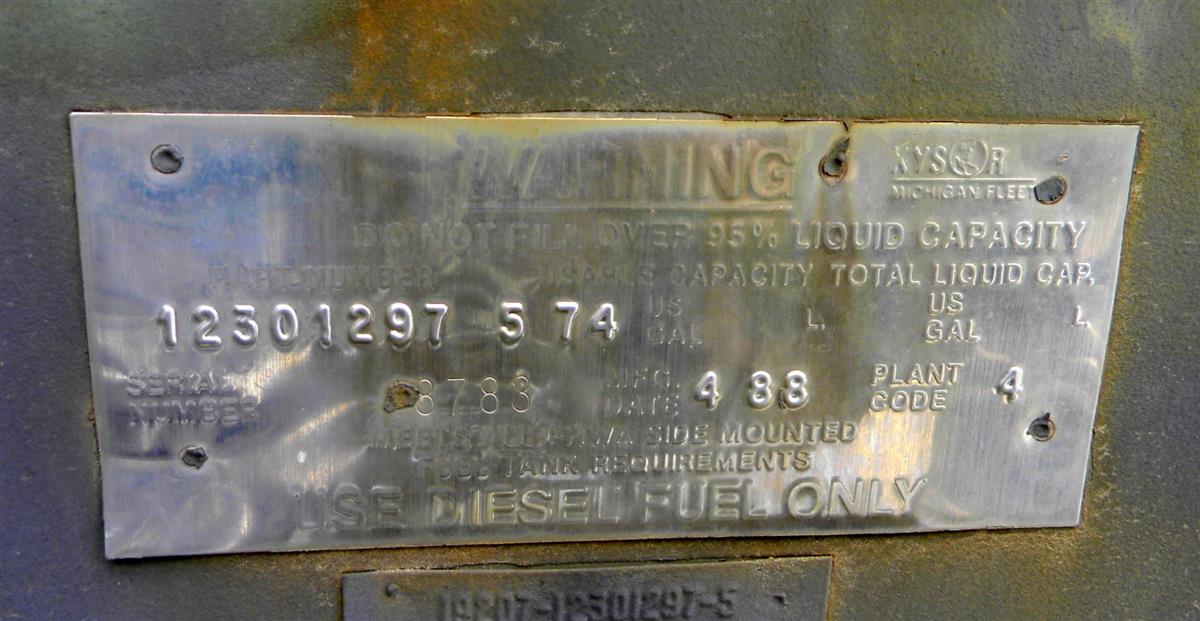 WARNING
KYSOR
MICHIGAN FLEET
DO NOT FILL OVER 95% LIQUID CAPACITY
PART NUMBER USABLE CAPACITY TOTAL LIQUID CAP.
12301297 5 74 US GAL L. US GAL L
SERIAL NUMBER 8783 MFG. DATE 4 88 PLANT CODE 4
MEETS ALL FHWA SIDE MOUNTED
FUEL TANK REQUIREMENTS
USE DIESEL FUEL ONLY
19207-12301297-5